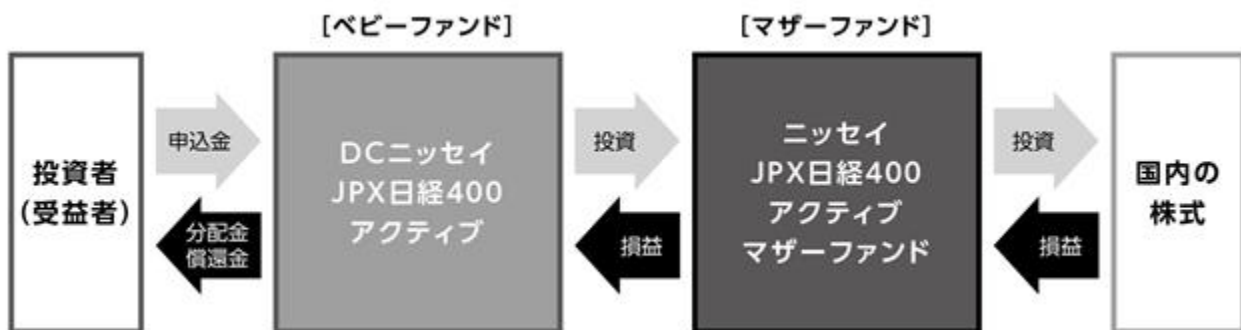 [ベビーファンド]
[マザーファンド]
投資者
(受益者)
申込金
分配金
償還金
DCニッセイ
JPX日経400
アクティブ
投資
損益
ニッセイ
JPX日経400
アクティブ
マザーファンド
投資
損益
国内の
株式